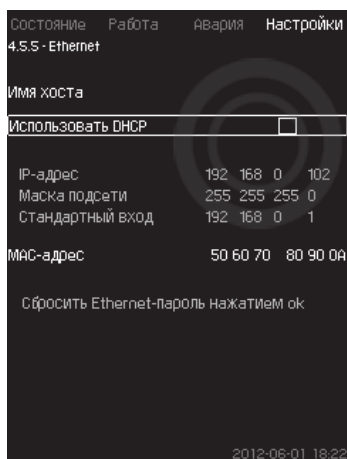 Состояние Работа Авария Настройки
4.5.5 - Ethernet
Имя хоста
Использовать DHCP
IP-адрес 192 168 0 102
Маска подсети 255 255 255 0
Стандартный вход 192 168 0 1
MAC-адрес 50 60 70 80 90 0A
Сбросить Ethernet-пароль нажатием ok
2012-06-01 18:22